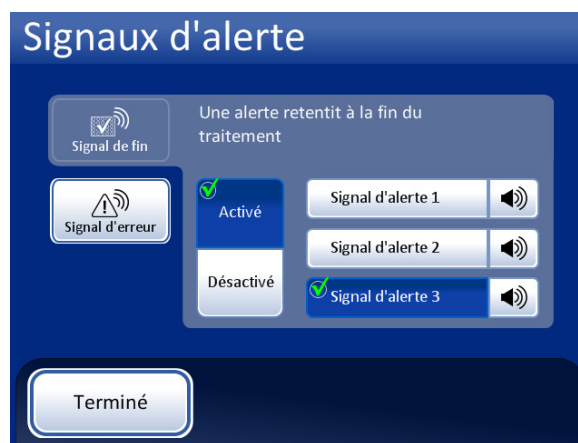 Signaux d'alerte
Signal de fin
Une alerte retentit à la fin du
traitement
Signal d'erreur
Activé
Désactivé
Signal d'alerte 1
Signal d'alerte 2
Signal d'alerte 3
Terminé